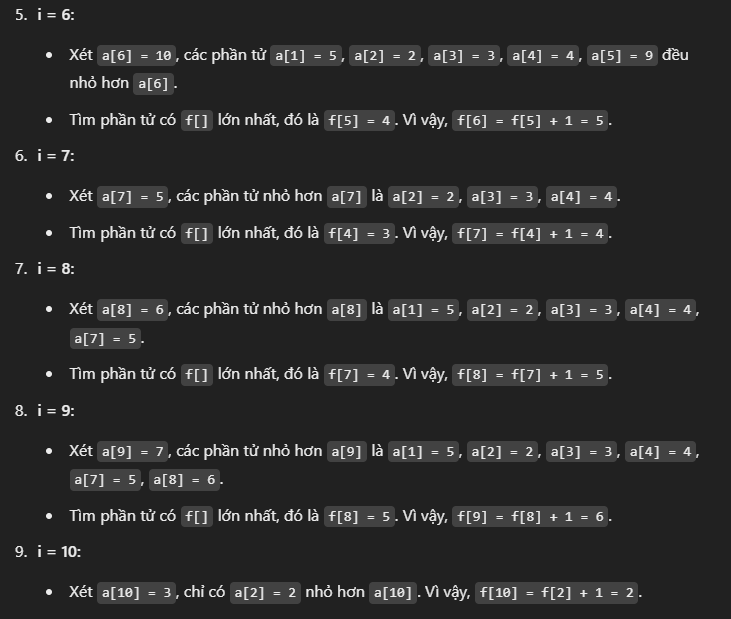 5. i = 6:
• Xét a[6] = 10, các phần tử a[1] = 5, a[2] = 2, a[3] = 3, a[4] = 4, a[5] = 9 đều
nhỏ hơn a[6].
• Tìm phần tử có f[] lớn nhất, đó là f[5] = 4. Vì vậy, f[6] = f[5] + 1 = 5.
6. i = 7:
• Xét a[7] = 5, các phần tử nhỏ hơn a[7] là a[2] = 2, a[3] = 3, a[4] = 4.
• Tìm phần tử có f[] lớn nhất, đó là f[4] = 3. Vì vậy, f[7] = f[4] + 1 = 4.
7. i = 8:
• Xét a[8] = 6, các phần tử nhỏ hơn a[8] là a[1] = 5, a[2] = 2, a[3] = 3, a[4] = 4,
a[7] = 5.
• Tìm phần tử có f[] lớn nhất, đó là f[7] = 4. Vì vậy, f[8] = f[7] + 1 = 5.
8. i = 9:
• Xét a[9] = 7, các phần tử nhỏ hơn a[9] là a[1] = 5, a[2] = 2, a[3] = 3, a[4] = 4,
a[7] = 5, a[8] = 6.
• Tìm phần tử có f[] lớn nhất, đó là f[8] = 5. Vì vậy, f[9] = f[8] + 1 = 6.
9. i = 10:
• Xét a[10] = 3, chỉ có a[2] = 2 nhỏ hơn a[10]. Vì vậy, f[10] = f[2] + 1 = 2.